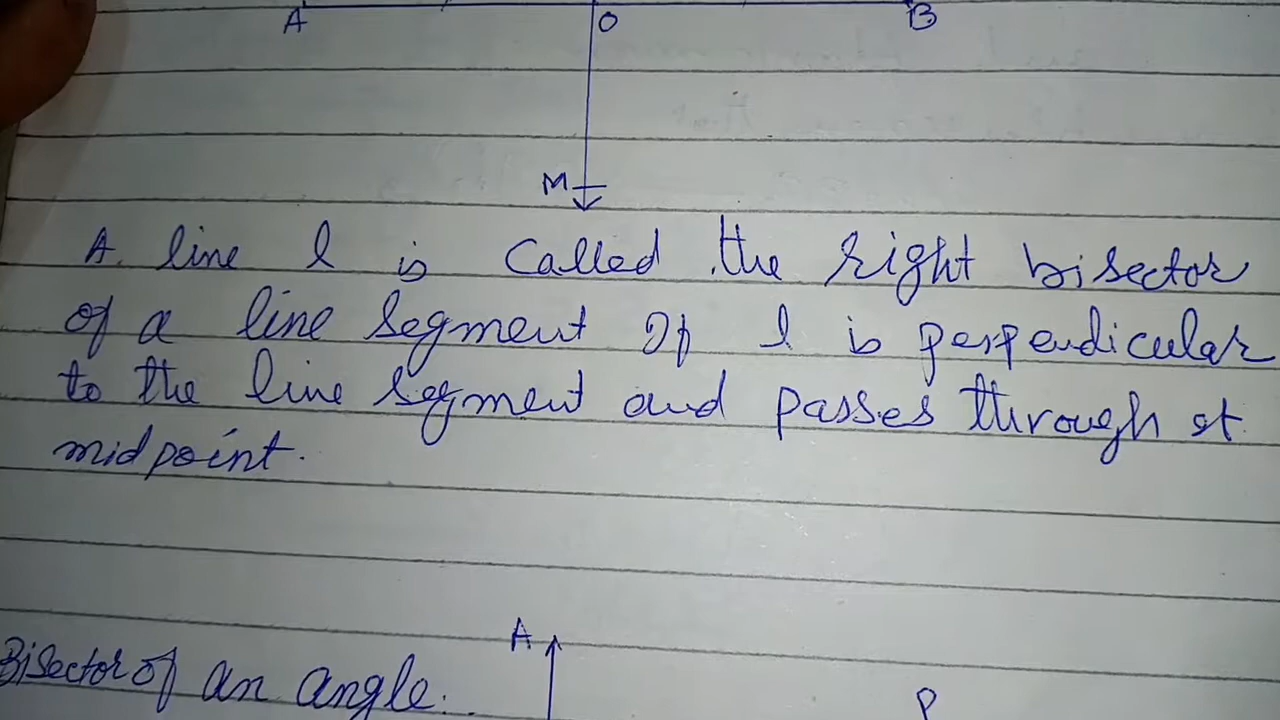 A O B
M
A. line l is called the right bisector
of a line segment If l is perpendicular
to the line segment and passes through st
midpoint.
A
Bisector of an angle.
P